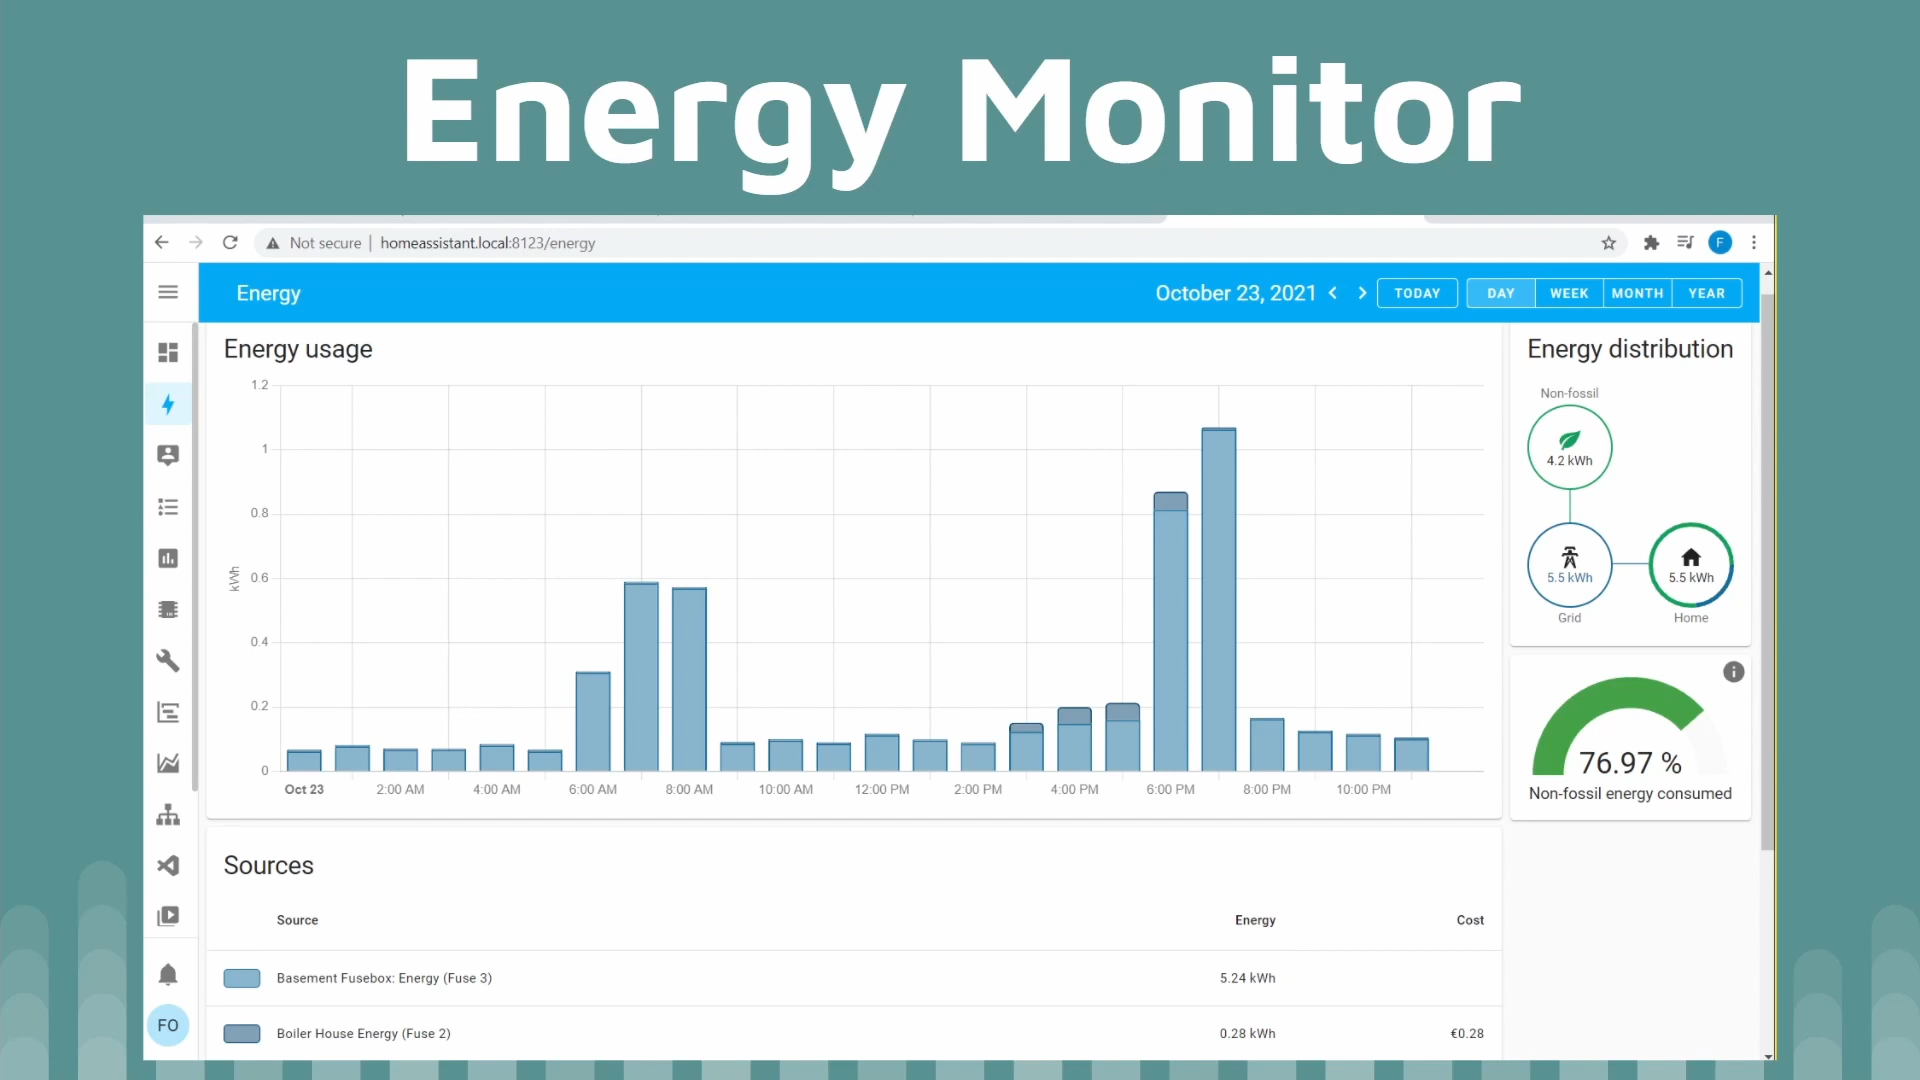 Energy Monitor
Not secure | homeassistant.local:8123/energy
F
Energy
October 23, 2021
TODAY
DAY
WEEK
MONTH
YEAR
Energy usage
1.2
1
0.8
0.6
0.4
0.2
0
kWh
Oct 23
2:00 AM
4:00 AM
6:00 AM
8:00 AM
10:00 AM
12:00 PM
2:00 PM
4:00 PM
6:00 PM
8:00 PM
10:00 PM
Energy distribution
Non-fossil
4.2 kWh
5.5 kWh
5.5 kWh
Grid
Home
76.97 %
Non-fossil energy consumed
Sources
Source
Energy
Cost
Basement Fusebox: Energy (Fuse 3)
5.24 kWh
Boiler House Energy (Fuse 2)
0.28 kWh
€0.28
FO